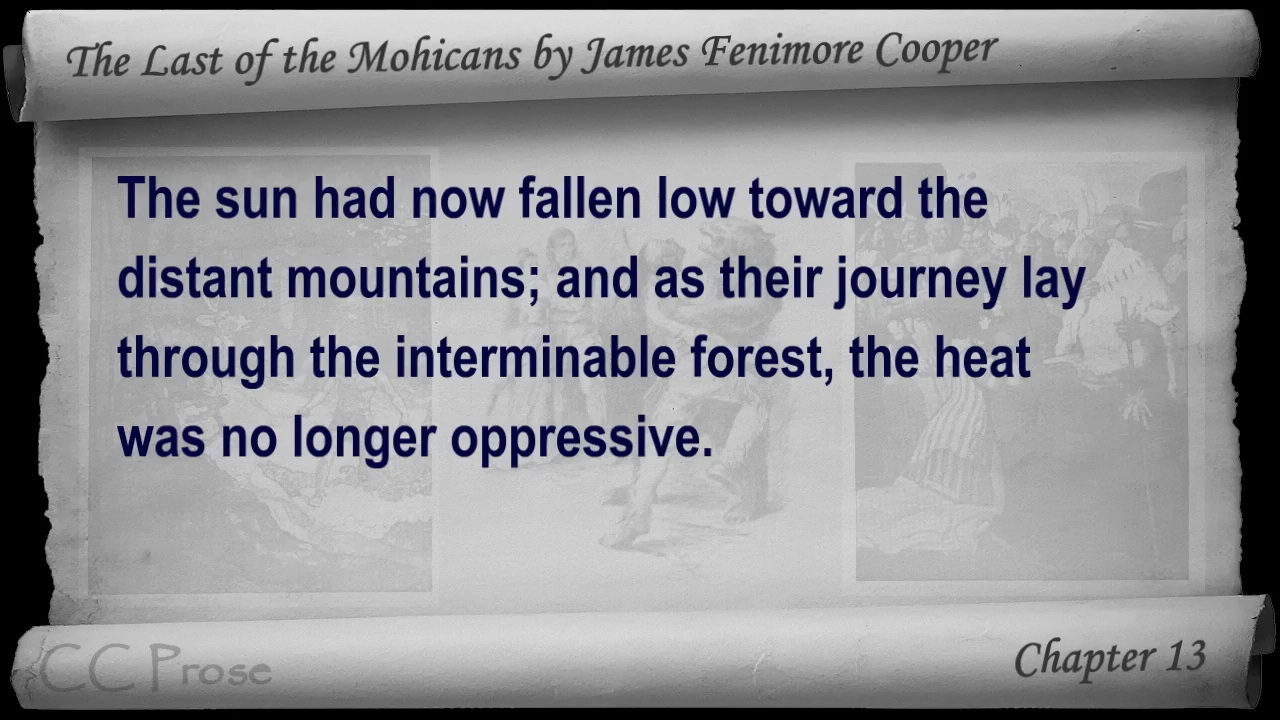 The Last of the Mohicans by James Fenimore Cooper
The sun had now fallen low toward the
distant mountains; and as their journey lay
through the interminable forest, the heat
was no longer oppressive.
CC Prose
Chapter 13